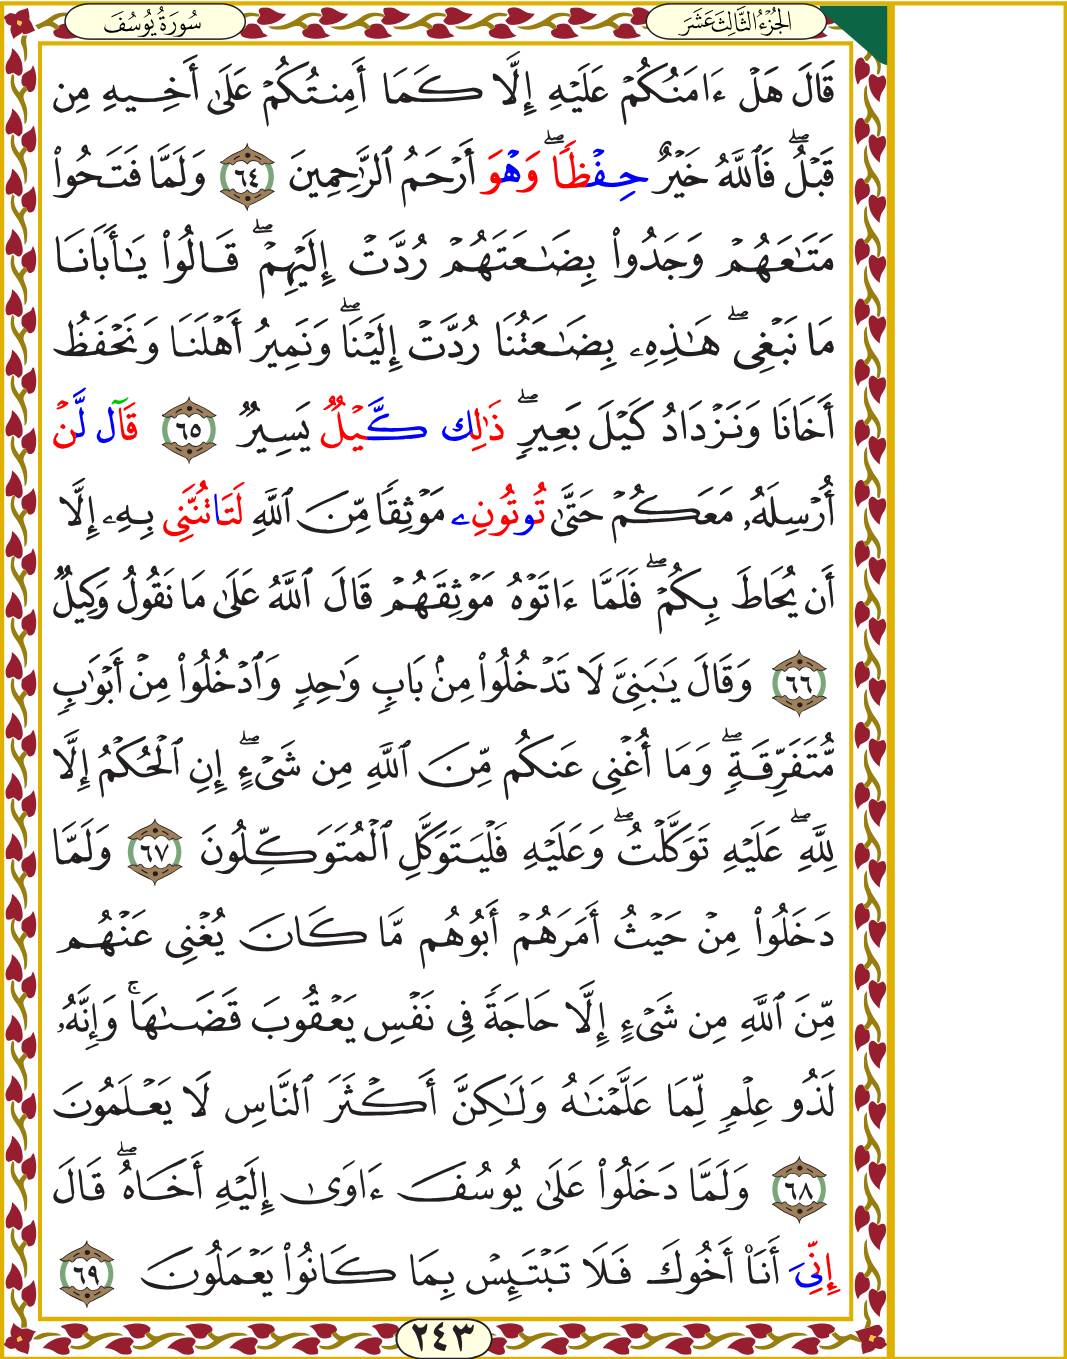 الجُزْءُ الثَّالِثَ عَشَرَ
سُورَةُ يُوسُفَ
قَالَ هَلْ ءَامَنُكُمْ عَلَيْهِ إِلَّا كَمَا أَمِنتُكُمْ عَلَىٰ أَخِيهِ مِن
قَبْلُۖ فَٱللَّهُ خَيْرٌ حِفْظٗاۖ وَهْوَ أَرْحَمُ ٱلرَّٰحِمِينَ ٦٤ وَلَمَّا فَتَحُوا۟
مَتَٰعَهُمْ وَجَدُوا۟ بِضَٰعَتَهُمْ رُدَّتْ إِلَيْهِمْۖ قَالُوا۟ يَٰأَبَانَا
مَا نَبْغِىۖ هَٰذِهِۦ بِضَٰعَتُنَا رُدَّتْ إِلَيْنَاۖ وَنَمِيرُ أَهْلَنَا وَنَحْفَظُ
أَخَانَا وَنَزْدَادُ كَيْلَ بَعِيرٖۖ ذَٰلِك كَّيْلٌ يَسِيرٌ ٦٥ قَآل لَّنْ
أُرْسِلَهُۥ مَعَكُمْ حَتَّىٰ تُوتُونِۦ مَوْثِقٗا مِّنَ ٱللَّهِ لَتَاتُنَّنِى بِهِۦ إِلَّا
أَن يُحَاطَ بِكُمْۖ فَلَمَّا ءَاتَوْهُ مَوْثِقَهُمْ قَالَ ٱللَّهُ عَلَىٰ مَا نَقُولُ وَكِيلٌ
٦٦ وَقَالَ يَٰبَنِىَّ لَا تَدْخُلُوا۟ مِنۢ بَابٖ وَٰحِدٖ وَٱدْخُلُوا۟ مِنْ أَبْوَٰبٖ
مُّتَفَرِّقَةٖۖ وَمَا أُغْنِى عَنكُم مِّنَ ٱللَّهِ مِن شَىْءٍۖ إِنِ ٱلْحُكْمُ إِلَّا
لِلَّهِۖ عَلَيْهِ تَوَكَّلْتُۖ وَعَلَيْهِ فَلْيَتَوَكَّلِ ٱلْمُتَوَكِّلُونَ ٦٧ وَلَمَّا
دَخَلُوا۟ مِنْ حَيْثُ أَمَرَهُمْ أَبُوهُم مَّا كَانَ يُغْنِى عَنْهُم
مِّنَ ٱللَّهِ مِن شَىْءٍ إِلَّا حَاجَةٗ فِى نَفْسِ يَعْقُوبَ قَضَىٰهَاۚ وَإِنَّهُۥ
لَذُو عِلْمٖ لِّمَا عَلَّمْنَٰهُ وَلَٰكِنَّ أَكْثَرَ ٱلنَّاسِ لَا يَعْلَمُونَ
٦٨ وَلَمَّا دَخَلُوا۟ عَلَىٰ يُوسُفَ ءَاوَىٰ إِلَيْهِ أَخَاهُۖ قَالَ
إِنِّىَ أَنَا۠ أَخُوكَ فَلَا تَبْتَئِسْ بِمَا كَانُوا۟ يَعْمَلُونَ ٦٩
٢٤٣